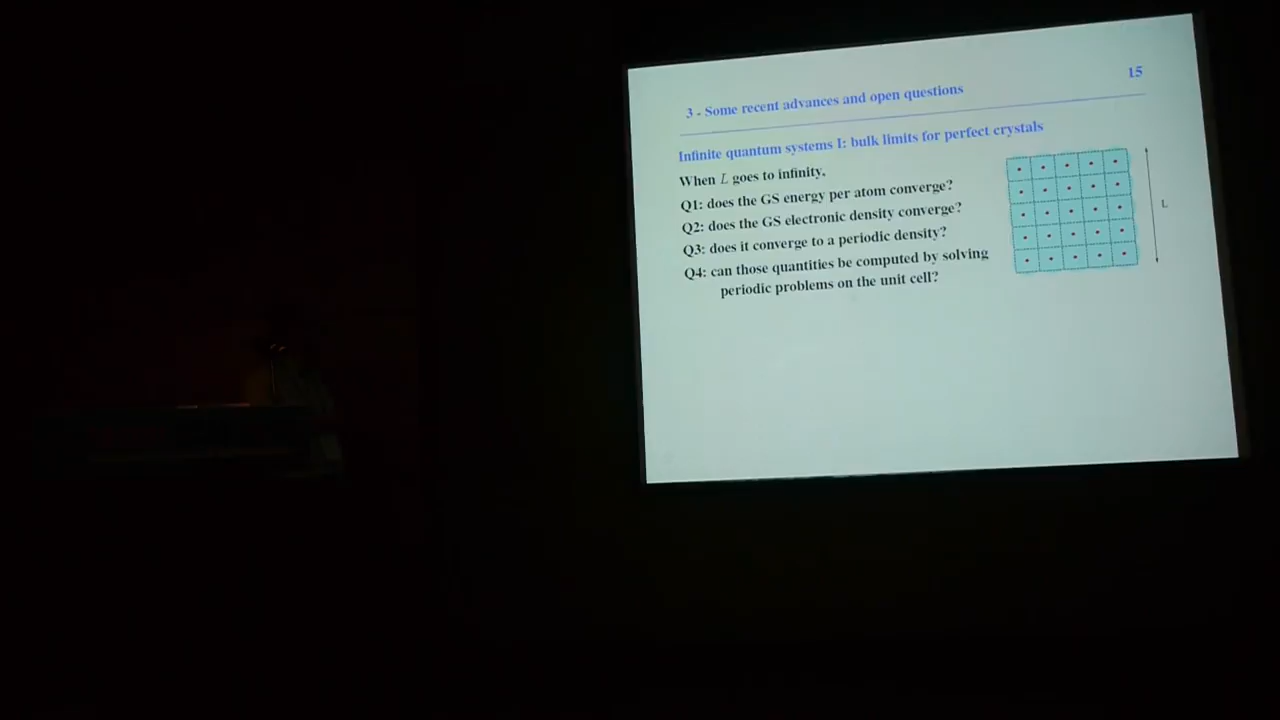 3 - Some recent advances and open questions
15
Infinite quantum systems I: bulk limits for perfect crystals
When L goes to infinity,
Q1: does the GS energy per atom converge?
Q2: does the GS electronic density converge?
Q3: does it converge to a periodic density?
Q4: can those quantities be computed by solving
periodic problems on the unit cell?
L